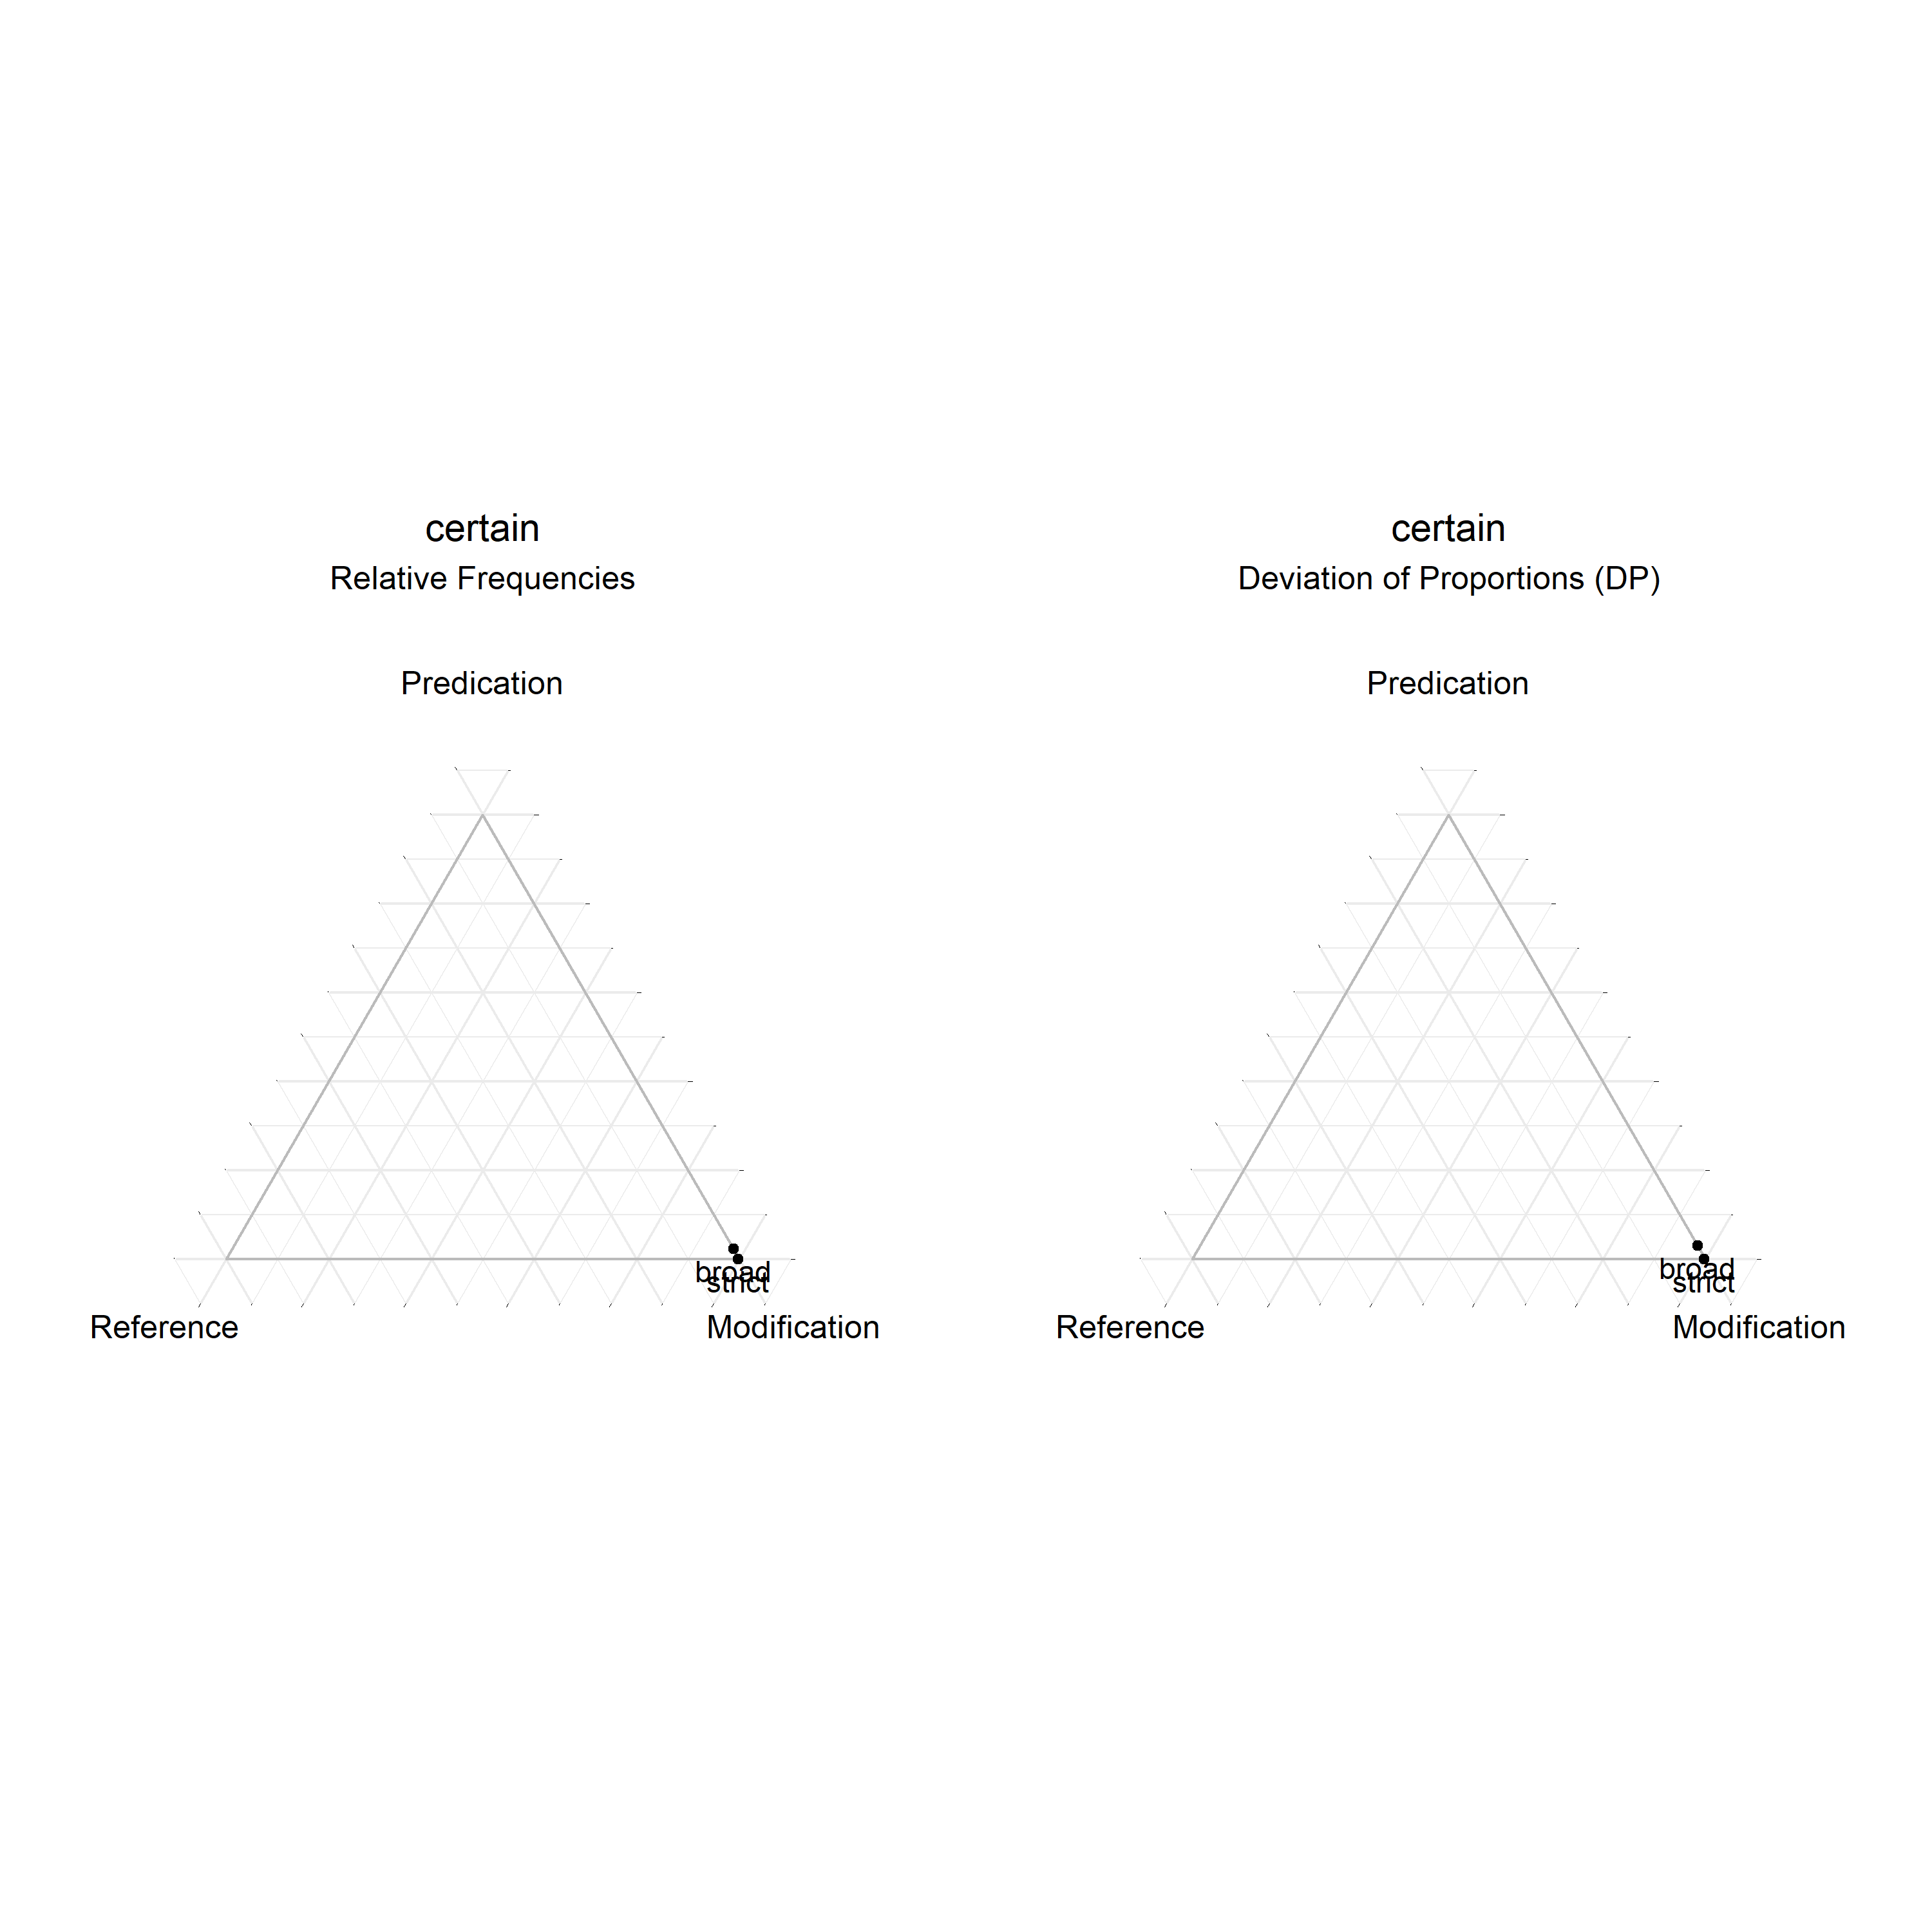 certain
Relative Frequencies
Predication
broad
strict
Reference
Modification
certain
Deviation of Proportions (DP)
Predication
broad
strict
Reference
Modification